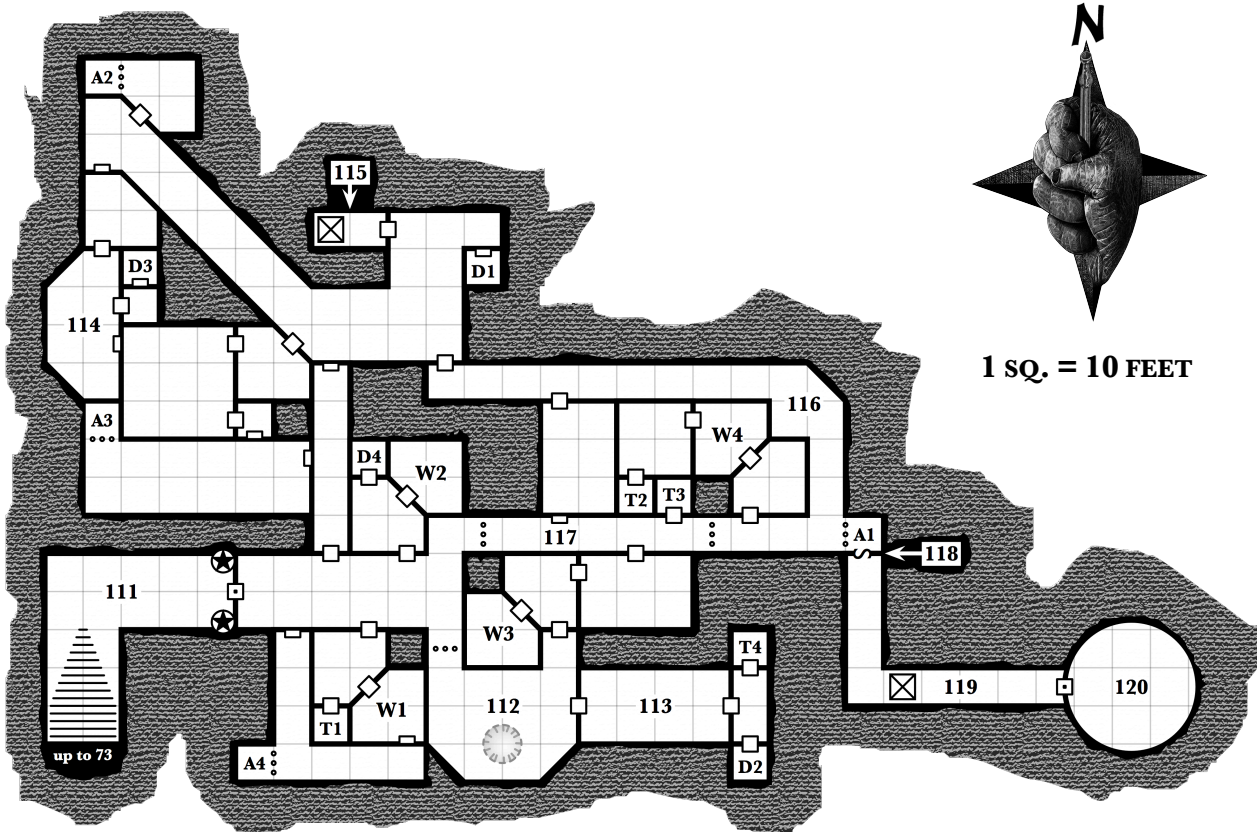 N
A2
115
D3
D1
114
1 SQ. = 10 FEET
116
A3
W4
D4
W2
T2
T3
117
A1
S
118
111
W3
T4
112
113
119
120
W1
T1
up to 73
A4
D2